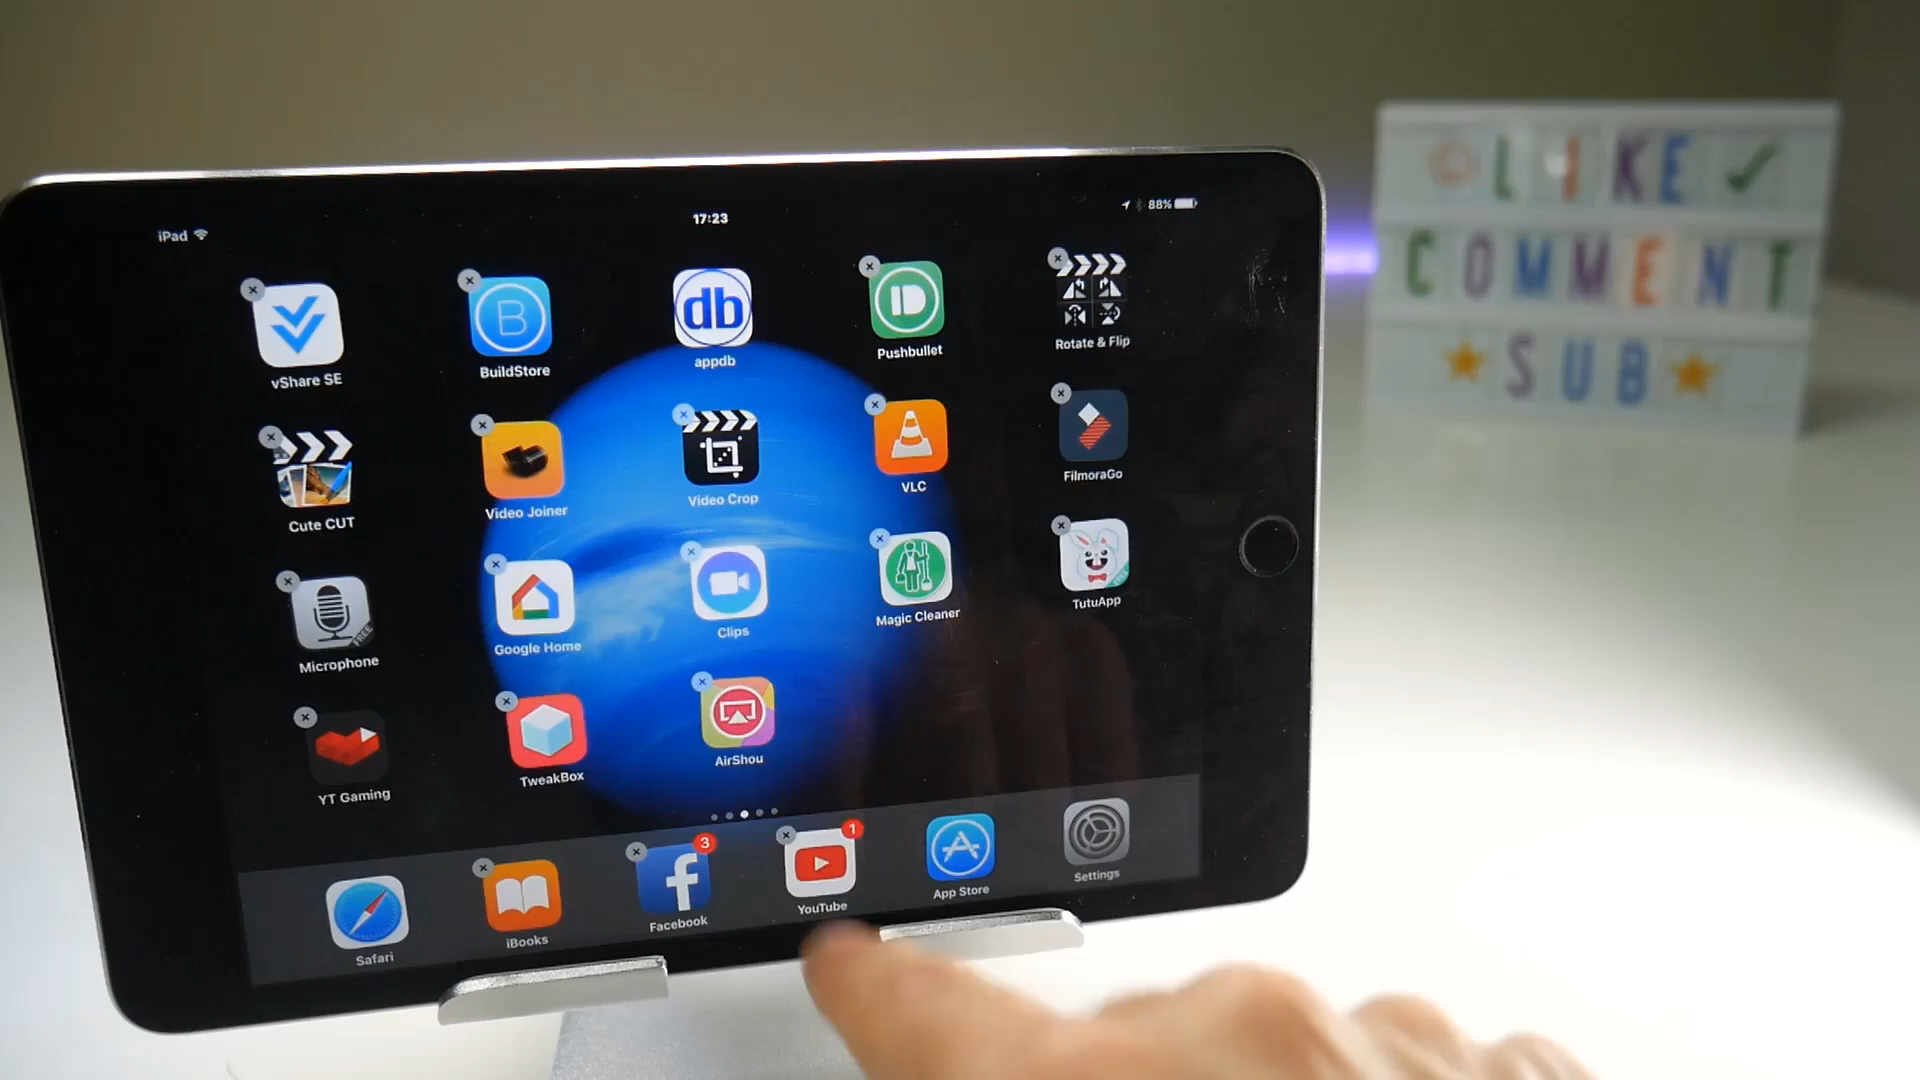 iPad
17:23
88%
vShare SE
BuildStore
db
appdb
Pushbullet
Rotate & Flip
Cute CUT
Video Joiner
Video Crop
VLC
FilmoraGo
FREE
Microphone
Google Home
Clips
Magic Cleaner
TutuApp
YT Gaming
TweakBox
AirShou
Safari
iBooks
3
Facebook
1
YouTube
App Store
Settings
LIKE ✓
COMMENT
★ SUB ★